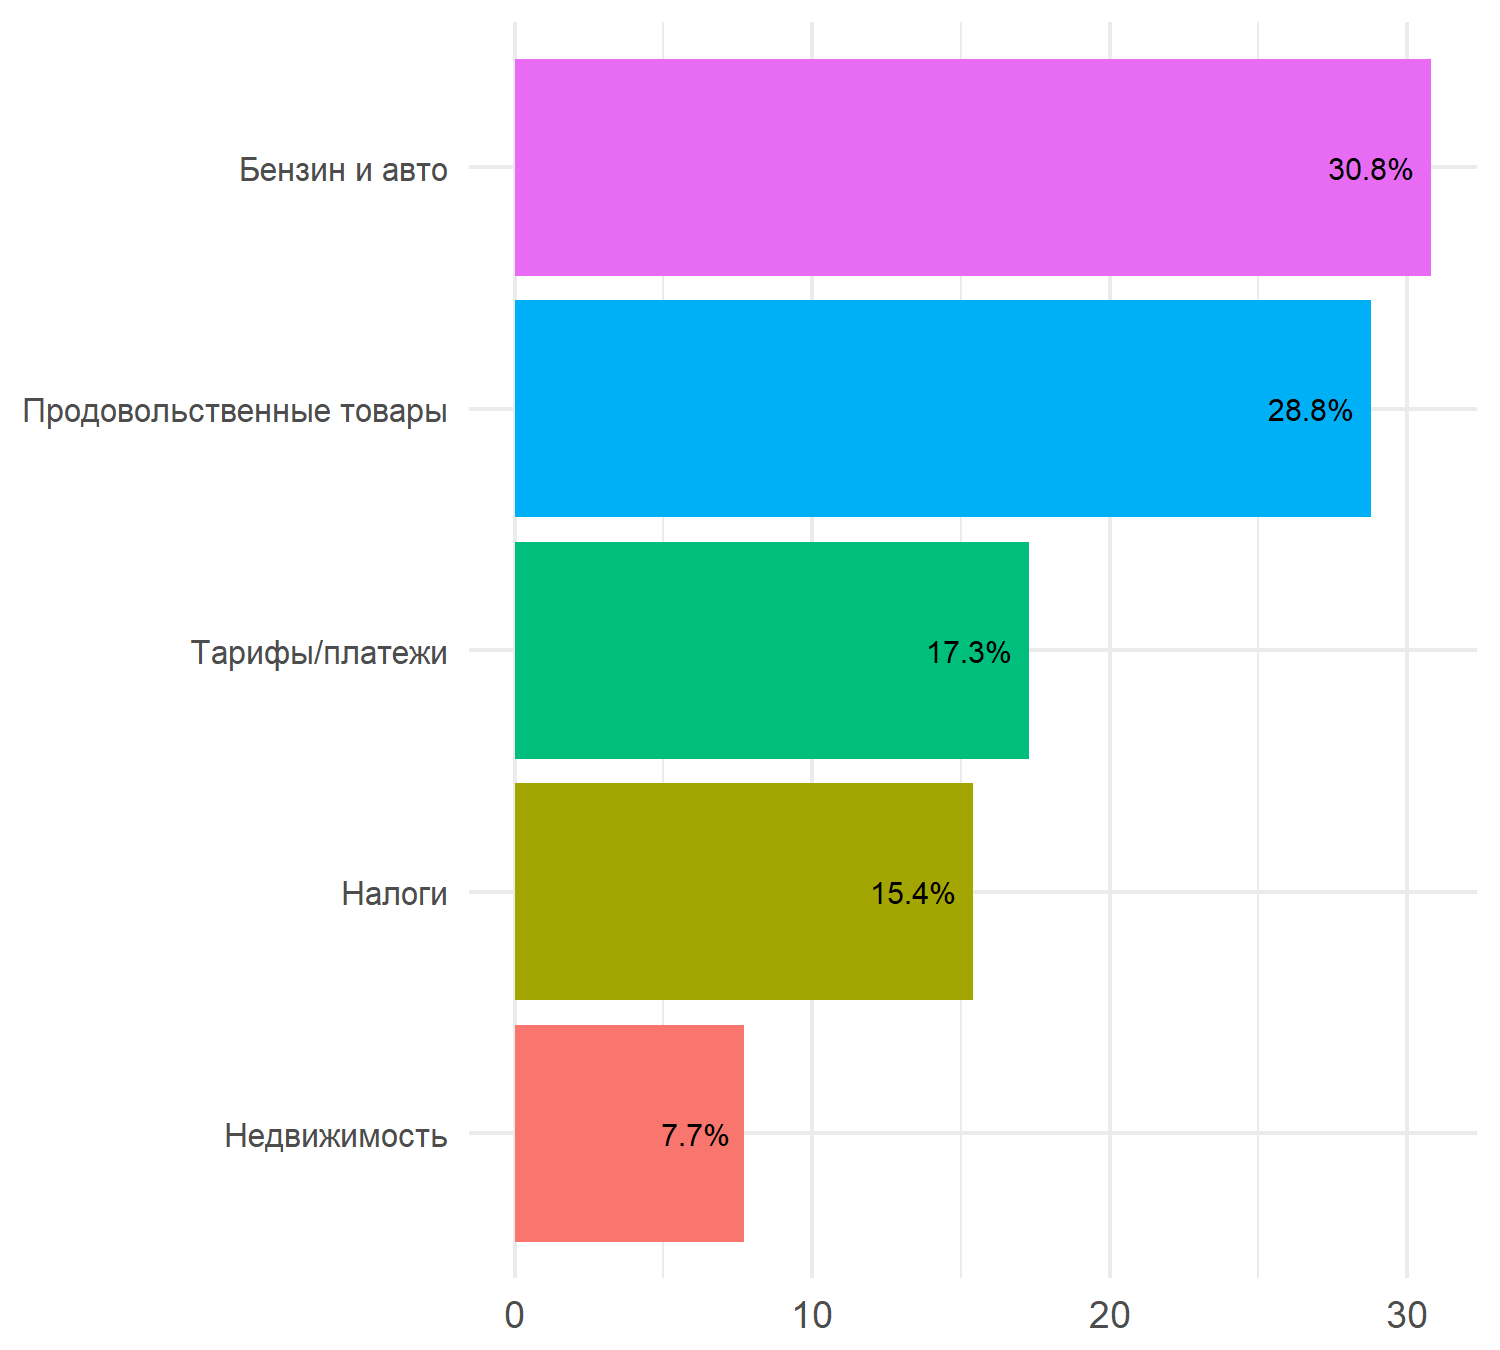 Бензин и авто
30.8%
Продовольственные товары
28.8%
Тарифы/платежи
17.3%
Налоги
15.4%
Недвижимость
7.7%
0 10 20 30